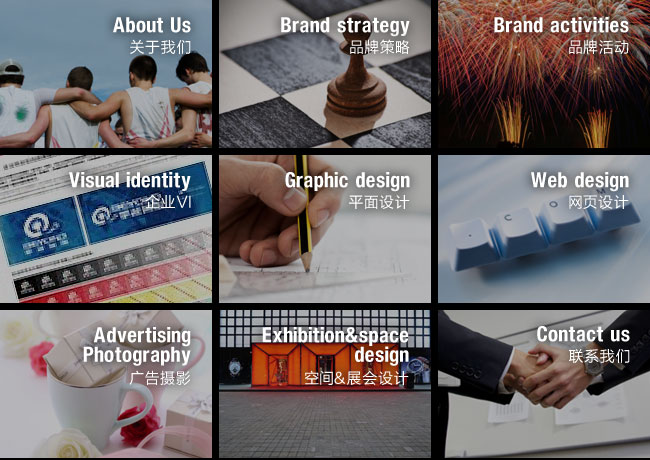 About Us
关于我们
Brand strategy
品牌策略
Brand activities
品牌活动
Visual identity
企业VI
Graphic design
平面设计
Web design
网页设计
Advertising
Photography
广告摄影
Exhibition&space
design
空间&展会设计
Contact us
联系我们